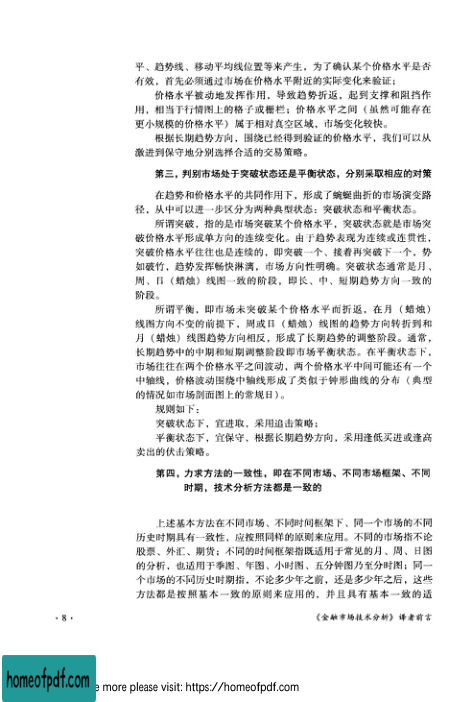 平、趋势线、移动平均线位置等来产生，为了确认某个价格水平是否
有效，首先必须通过市场在价格水平附近的实际变化来验证；
价格水平被动地发挥作用，导致趋势折返，起到支撑和阻挡作
用，相当于行情图上的格子或栅栏；价格水平之间（虽然可能存在
更小规模的价格水平）属于相对真空区域，市场变化较快。
根据长期趋势方向，围绕已经得到验证的价格水平，我们可以从
激进到保守地分别选择合适的交易策略。
第三，判别市场处于突破状态还是平衡状态，分别采取相应的对策
在趋势和价格水平的共同作用下，形成了蜿蜒曲折的市场演变路
径，从中可以进一步区分为两种典型状态：突破状态和平衡状态。
所谓突破，指的是市场突破某个价格水平，突破状态就是市场突
破价格水平形成单方向的连续变化。由于趋势表现为连续或连贯性，
突破价格水平往往也是连续的，即突破一个、接着再突破下一个，势
如破竹，趋势发挥畅快淋漓，市场方向性明确。突破状态通常是月、
周、日（蜡烛）线图一致的阶段，即长、中、短期趋势方向一致的
阶段。
所谓平衡，即市场未突破某个价格水平而折返，在月（蜡烛）
线图方向不变的前提下，周或日（蜡烛）线图的趋势方向转折到和
月（蜡烛）线图趋势方向相反，形成了长期趋势的调整阶段。通常，
长期趋势中的中期和短期调整阶段即市场平衡状态。在平衡状态下，
市场往往在两个价格水平之间波动，两个价格水平中间可能还有一个
中轴线，价格波动围绕中轴线形成了类似于钟形曲线的分布（典型
的情况如市场剖面图上的常规日）。
规则如下：
突破状态下，宜进取，采用追击策略；
平衡状态下，宜保守，根据长期趋势方向，采用逢低买进或逢高
卖出的伏击策略。
第四，力求方法的一致性，即在不同市场、不同市场框架、不同
时期，技术分析方法都是一致的
上述基本方法在不同市场、不同时间框架下、同一个市场的不同
历史时期具有一致性，应按照同样的原则来应用。不同的市场指不论
股票、外汇、期货；不同的时间框架指既适用于常见的月、周、日图
的分析，也适用于季图、年图、小时图、五分钟图乃至分时图；同一
个市场的不同历史时期指，不论多少年之前，还是多少年之后，这些
方法都是按照基本一致的原则来应用的，并且具有基本一致的适
·8·
《金融市场技术分析》译者前言
homeofpdf.com
e more please visit: https://homeofpdf.com